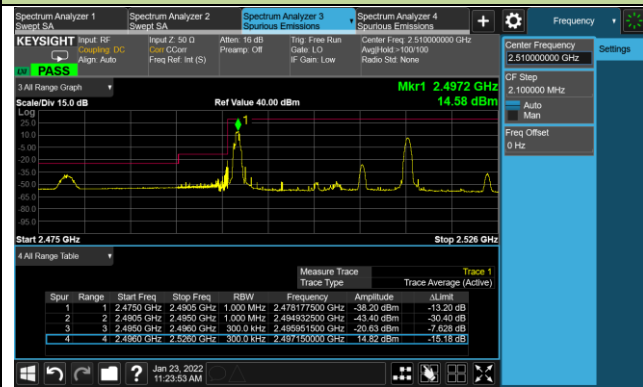 Spectrum Analyzer 1
Swept SA
Spectrum Analyzer 2
Swept SA
Spectrum Analyzer 3
Spurious Emissions
Spectrum Analyzer 4
Spurious Emissions
+
Frequency
KEYSIGHT
Input: RF
Coupling: DC
Align: Auto
Input Z: 50 Ω
Corr CCorr
Freq Ref: Int (S)
Atten: 16 dB
Preamp: Off
Trig: Free Run
Gate: LO
IF Gain: Low
Center Freq: 2.510000000 GHz
Avg|Hold:>100/100
Radio Std: None
PASS
Center Frequency
2.510000000 GHz
Settings
CF Step
2.100000 MHz
Auto
Man
Freq Offset
0 Hz
3 All Range Graph
Mkr1 2.4972 GHz
Scale/Div 15.0 dB
Ref Value 40.00 dBm
14.58 dBm
Log
1
25.0
10.0
-5.00
-20.0
-35.0
-50.0
-65.0
-80.0
-95.0
Start 2.475 GHz
Stop 2.526 GHz
4 All Range Table
Measure Trace
Trace 1
Trace Type
Trace Average (Active)
Spur Range Start Freq Stop Freq RBW Frequency Amplitude ΔLimit
1 1 2.4750 GHz 2.4905 GHz 1.000 MHz 2.478177500 GHz -38.20 dBm -13.20 dB
2 2 2.4905 GHz 2.4950 GHz 1.000 MHz 2.494932500 GHz -43.40 dBm -30.40 dB
3 3 2.4950 GHz 2.4960 GHz 300.0 kHz 2.495951500 GHz -20.63 dBm -7.628 dB
4 4 2.4960 GHz 2.5260 GHz 300.0 kHz 2.497150000 GHz 14.82 dBm -15.18 dB
?
Jan 23, 2022
11:23:53 AM